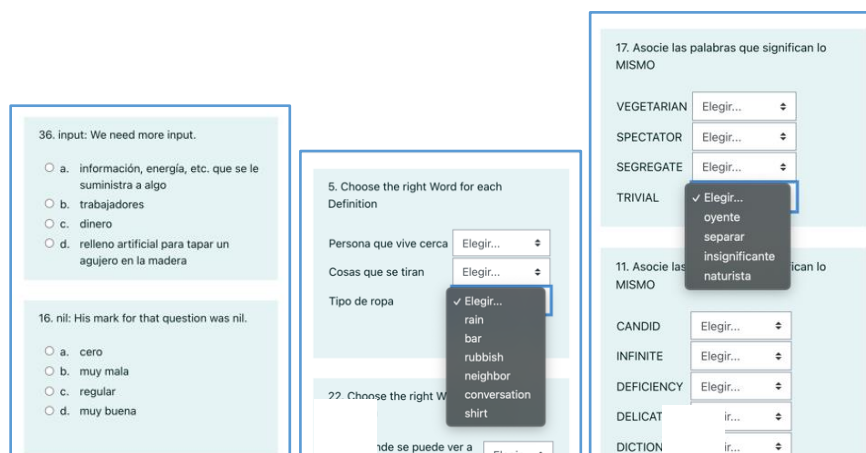 36. input: We need more input.
a. información, energía, etc. que se le
suministra a algo
b. trabajadores
c. dinero
d. relleno artificial para tapar un
agujero en la madera
16. nil: His mark for that question was nil.
a. cero
b. muy mala
c. regular
d. muy buena
5. Choose the right Word for each
Definition
Persona que vive cerca Elegir...
Cosas que se tiran Elegir...
Tipo de ropa
✓ Elegir...
rain
bar
rubbish
neighbor
conversation
shirt
22. Choose the right
se puede ver a
17. Asocie las palabras que significan lo
MISMO
VEGETARIAN Elegir...
SPECTATOR Elegir...
SEGREGATE Elegir...
TRIVIAL
✓ Elegir...
oyente
separar
insignificante
naturista
11. Asocie las
MISMO
CANDID Elegir...
INFINITE Elegir...
DEFICIENCY Elegir...
DELICAT ir...
DICTION ir...